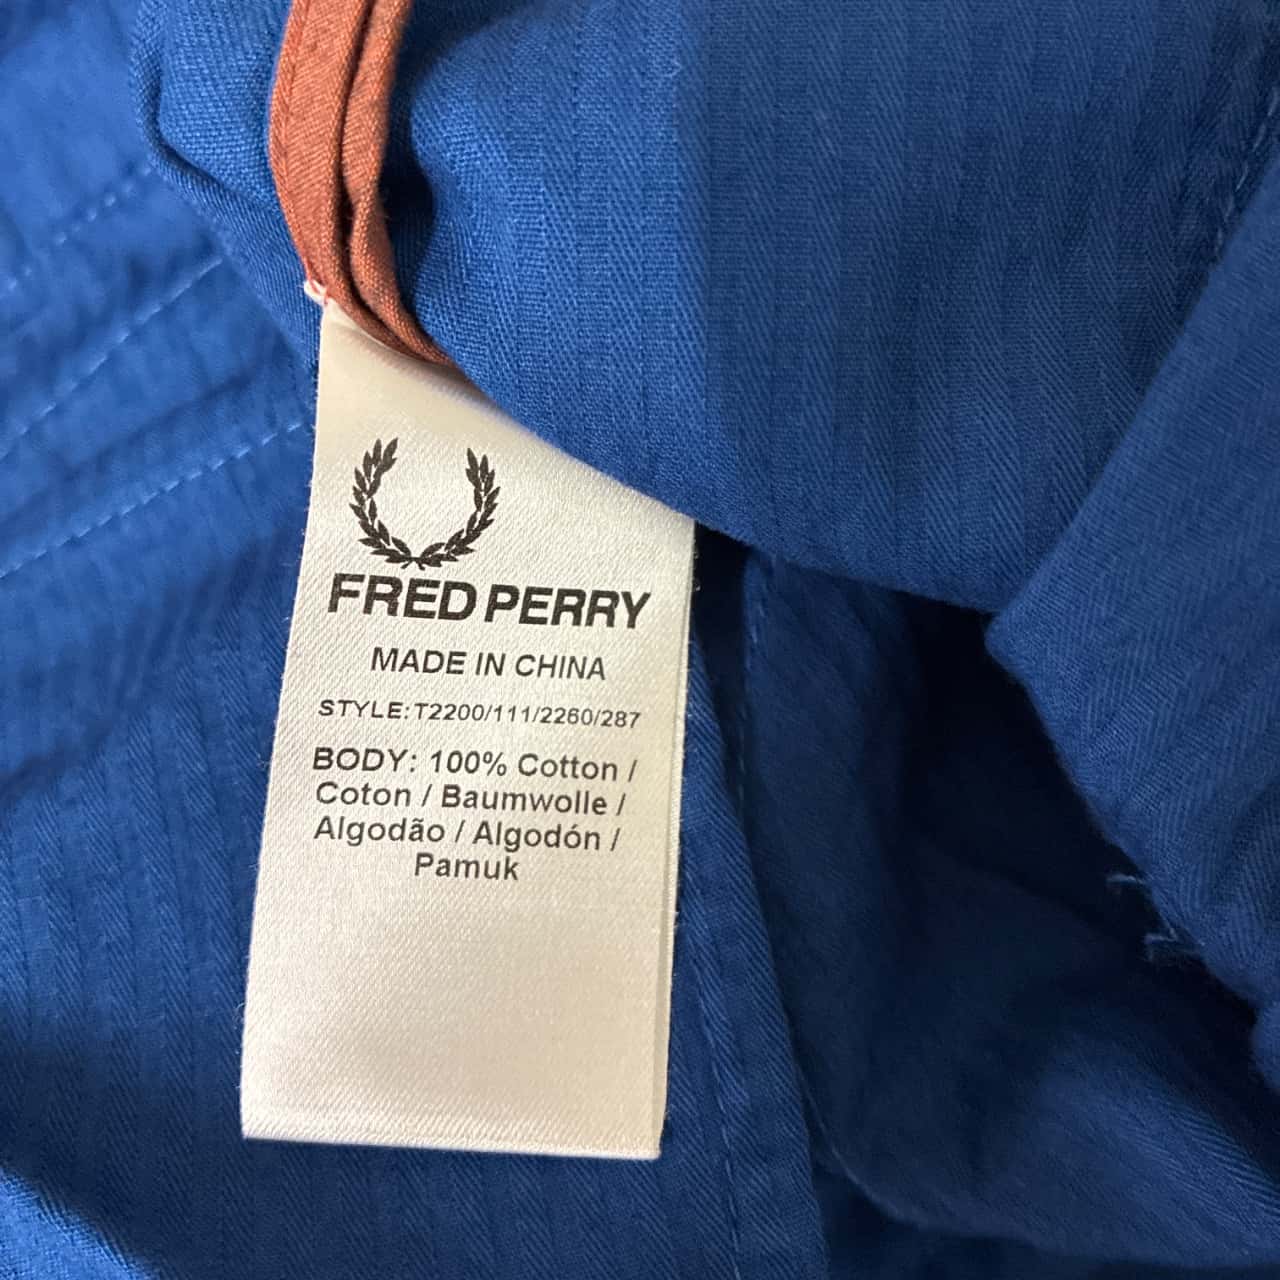 FRED PERRY
MADE IN CHINA
STYLE:T2200/111/2260/287
BODY: 100% Cotton /
Coton / Baumwolle /
Algodão / Algodón /
Pamuk